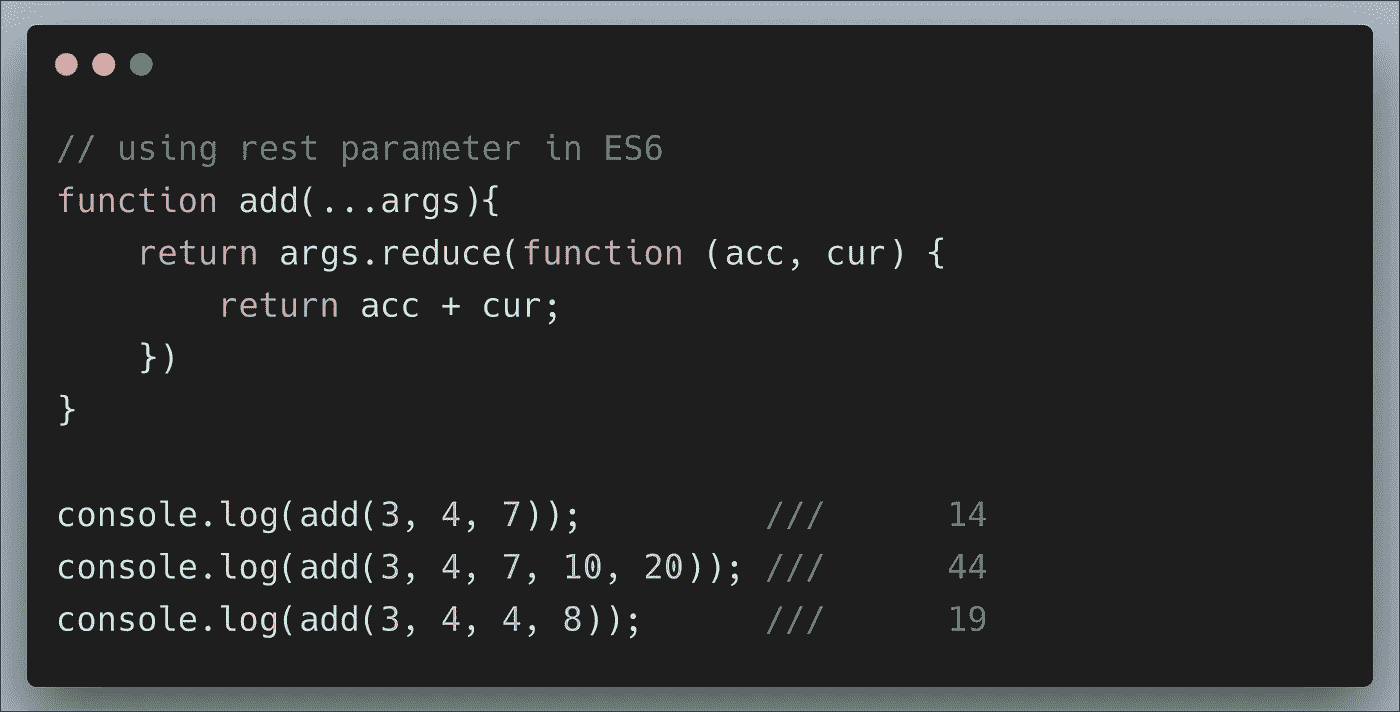 // using rest parameter in ES6
function add(...args){
    return args.reduce(function (acc, cur) {
        return acc + cur;
    })
}

console.log(add(3, 4, 7));         ///      14
console.log(add(3, 4, 7, 10, 20)); ///      44
console.log(add(3, 4, 4, 8));      ///      19